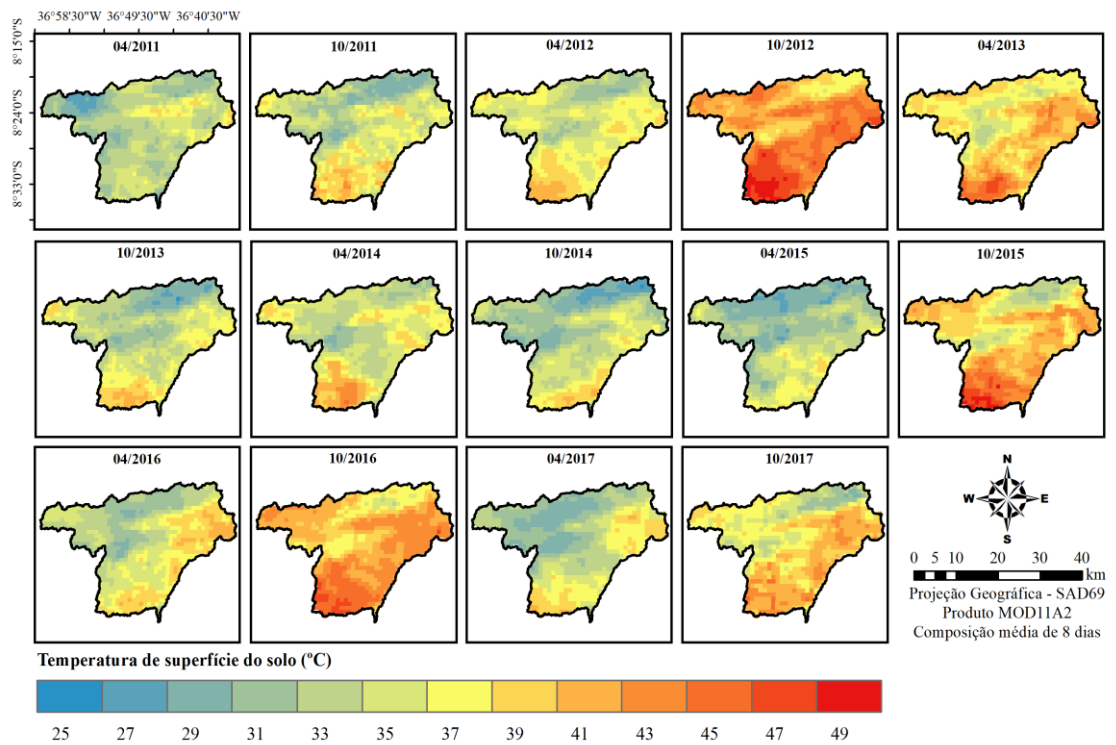 36°58'30"W 36°49'30"W 36°40'30"W
8°15'0"S
8°24'0"S
8°33'0"S
04/2011 10/2011 04/2012 10/2012 04/2013
10/2013 04/2014 10/2014 04/2015 10/2015
04/2016 10/2016 04/2017 10/2017
N
W E
S
0 5 10 20 30 40
km
Projeção Geográfica - SAD69
Produto MOD11A2
Composição média de 8 dias
Temperatura de superfície do solo (ºC)
25 27 29 31 33 35 37 39 41 43 45 47 49